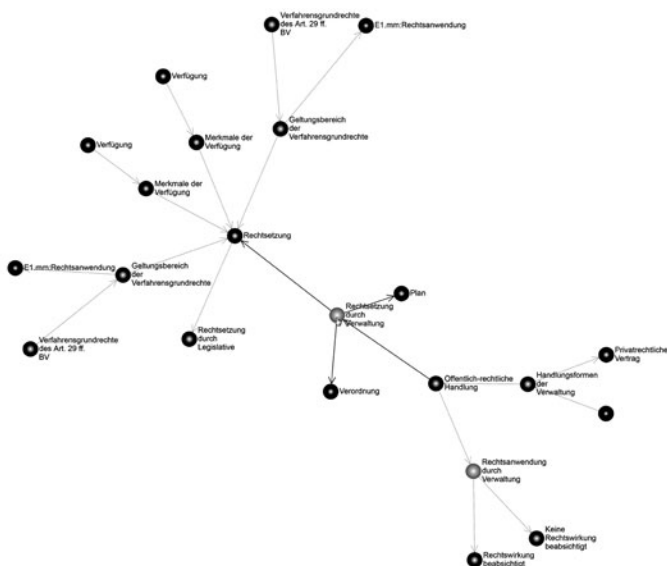 Verfahrensgrundrechte
des Art. 29 ff.
BV
E1.mm:Rechtsanwendung
Verfügung
Geltungsbereich
der
Verfahrensgrundrechte
Verfügung
Merkmale der
Verfügung
Merkmale der
Verfügung
Rechtsetzung
E1.mm:Rechtsanwendung
Geltungsbereich
der
Verfahrensgrundrechte
Plan
Rechtsetzung
durch
Verwaltung
Rechtsetzung
durch
Legislative
Verfahrensgrundrechte
des Art. 29 ff.
BV
Privatrechtlicher
Vertrag
Öffentlich-rechtliche
Handlung
Handlungsformen
der
Verwaltung
Verordnung
Rechtsanwendung
durch
Verwaltung
Keine
Rechtswirkung
beabsichtigt
Rechtswirkung
beabsichtigt